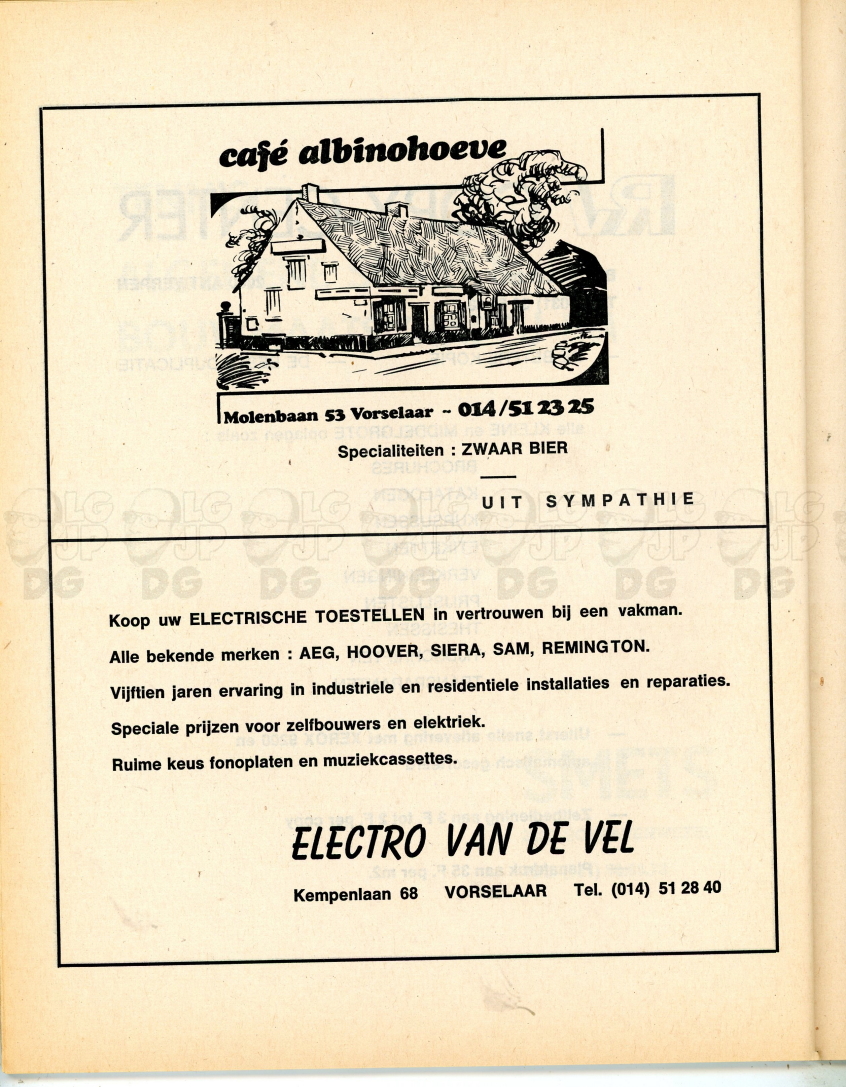 café albinohoeve
Molenbaan 53 Vorselaar - 014/51 23 25
Specialiteiten : ZWAAR BIER
UIT SYMPATHIE
Koop uw ELECTRISCHE TOESTELLEN in vertrouwen bij een vakman.
Alle bekende merken : AEG, HOOVER, SIERA, SAM, REMINGTON.
Vijftien jaren ervaring in industriele en residentiele installaties en reparaties.
Speciale prijzen voor zelfbouwers en elektriek.
Ruime keus fonoplaten en muziekcassettes.
ELECTRO VAN DE VEL
Kempenlaan 68 VORSELAAR Tel. (014) 51 28 40